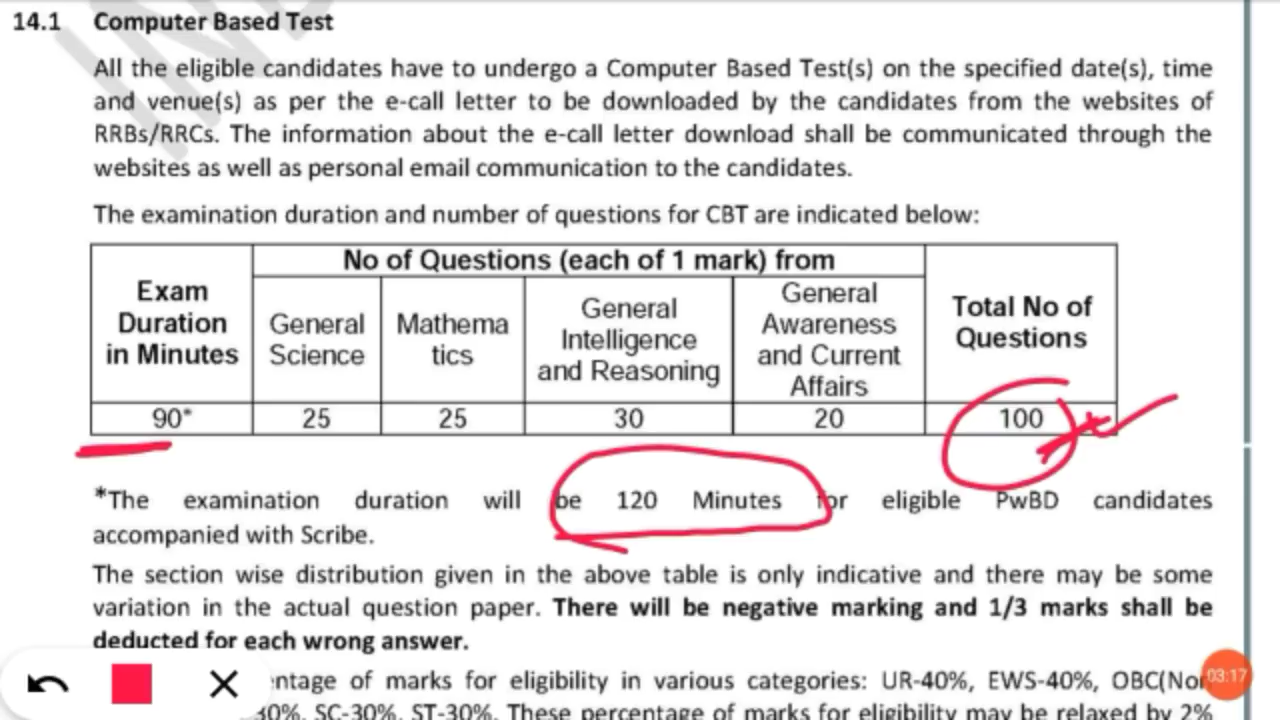 14.1 Computer Based Test
All the eligible candidates have to undergo a Computer Based Test(s) on the specified date(s), time
and venue(s) as per the e-call letter to be downloaded by the candidates from the websites of
RRBs/RRCs. The information about the e-call letter download shall be communicated through the
websites as well as personal email communication to the candidates.
The examination duration and number of questions for CBT are indicated below:
No of Questions (each of 1 mark) from
Exam
Duration
in Minutes
General
Science
Mathema
tics
General
Intelligence
and Reasoning
General
Awareness
and Current
Affairs
Total No of
Questions
90* 25 25 30 20 100
*The examination duration will be 120 Minutes for eligible PwBD candidates
accompanied with Scribe.
The section wise distribution given in the above table is only indicative and there may be some
variation in the actual question paper. There will be negative marking and 1/3 marks shall be
deducted for each wrong answer.
of marks for eligibility in various categories: UR-40%, EWS-40%,
03:17
SC-30%, ST-30%. These percentage of marks for eligibility may be relaxed by 2%